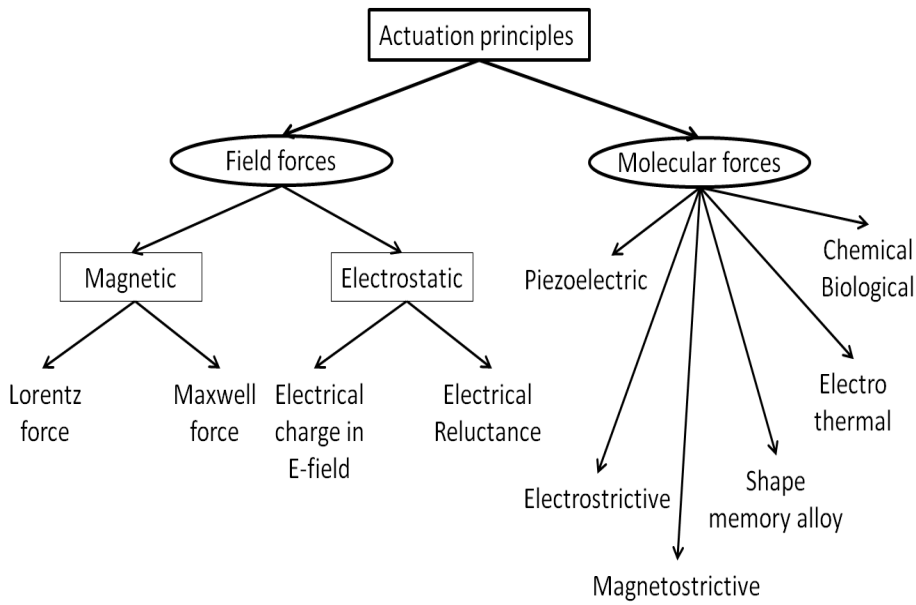 Actuation principles
Field forces
Molecular forces
Magnetic
Electrostatic
Piezoelectric
Chemical
Biological
Lorentz
force
Maxwell
force
Electrical
charge in
E-field
Electrical
Reluctance
Electro
thermal
Electrostrictive
Shape
memory alloy
Magnetostrictive